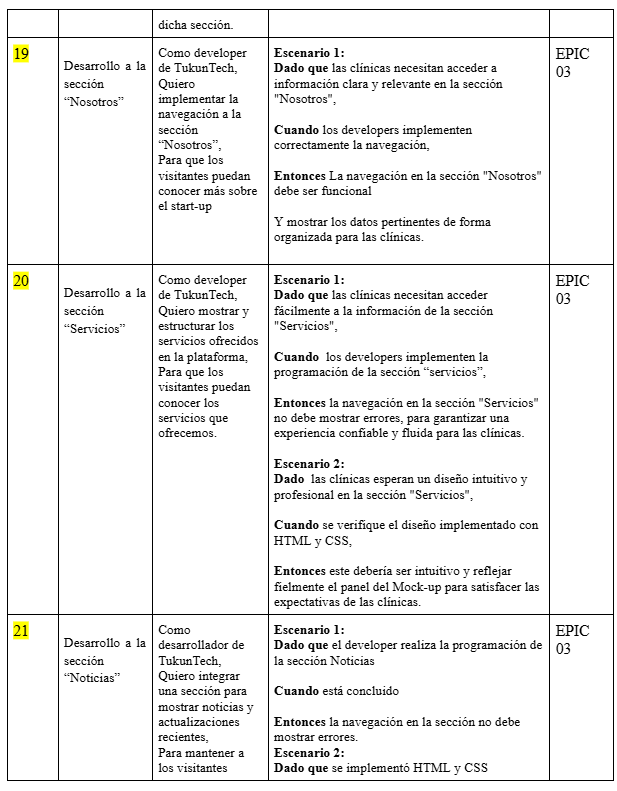 dicha sección.
19
Desarrollo a la
sección
“Nosotros”
Como developer
de TukunTech,
Quiero
implementar la
navegación a la
sección
“Nosotros”,
Para que los
visitantes puedan
conocer más sobre
el start-up
Escenario 1:
Dado que las clínicas necesitan acceder a
información clara y relevante en la sección
"Nosotros",
Cuando los developers implementen
correctamente la navegación,
Entonces La navegación en la sección "Nosotros"
debe ser funcional
Y mostrar los datos pertinentes de forma
organizada para las clínicas.
EPIC
03
20
Desarrollo a la
sección
“Servicios”
Como developer
de TukunTech,
Quiero mostrar y
estructurar los
servicios ofrecidos
en la plataforma,
Para que los
visitantes puedan
conocer los
servicios que
ofrecemos.
Escenario 1:
Dado que las clínicas necesitan acceder
fácilmente a la información de la sección
"Servicios",
Cuando los developers implementen la
programación de la sección “servicios”,
Entonces la navegación en la sección "Servicios"
no debe mostrar errores, para garantizar una
experiencia confiable y fluida para las clínicas.
Escenario 2:
Dado las clínicas esperan un diseño intuitivo y
profesional en la sección "Servicios",
Cuando se verifique el diseño implementado con
HTML y CSS,
Entonces este debería ser intuitivo y reflejar
fielmente el panel del Mock-up para satisfacer las
expectativas de las clínicas.
EPIC
03
21
Desarrollo a la
sección
“Noticias”
Como
desarrollador de
TukunTech,
Quiero integrar
una sección para
mostrar noticias y
actualizaciones
recientes,
Para mantener a
los visitantes
Escenario 1:
Dado que el developer realiza la programación de
la sección Noticias
Cuando está concluido
Entonces la navegación en la sección no debe
mostrar errores.
Escenario 2:
Dado que se implementó HTML y CSS
EPIC
03